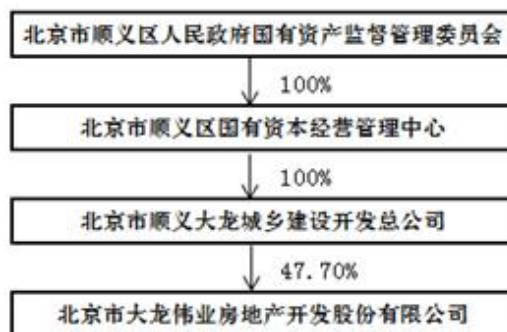 北京市顺义区人民政府国有资产监督管理委员会
100%
北京市顺义区国有资本经营管理中心
100%
北京市顺义大龙城乡建设开发总公司
47.70%
北京市大龙伟业房地产开发股份有限公司